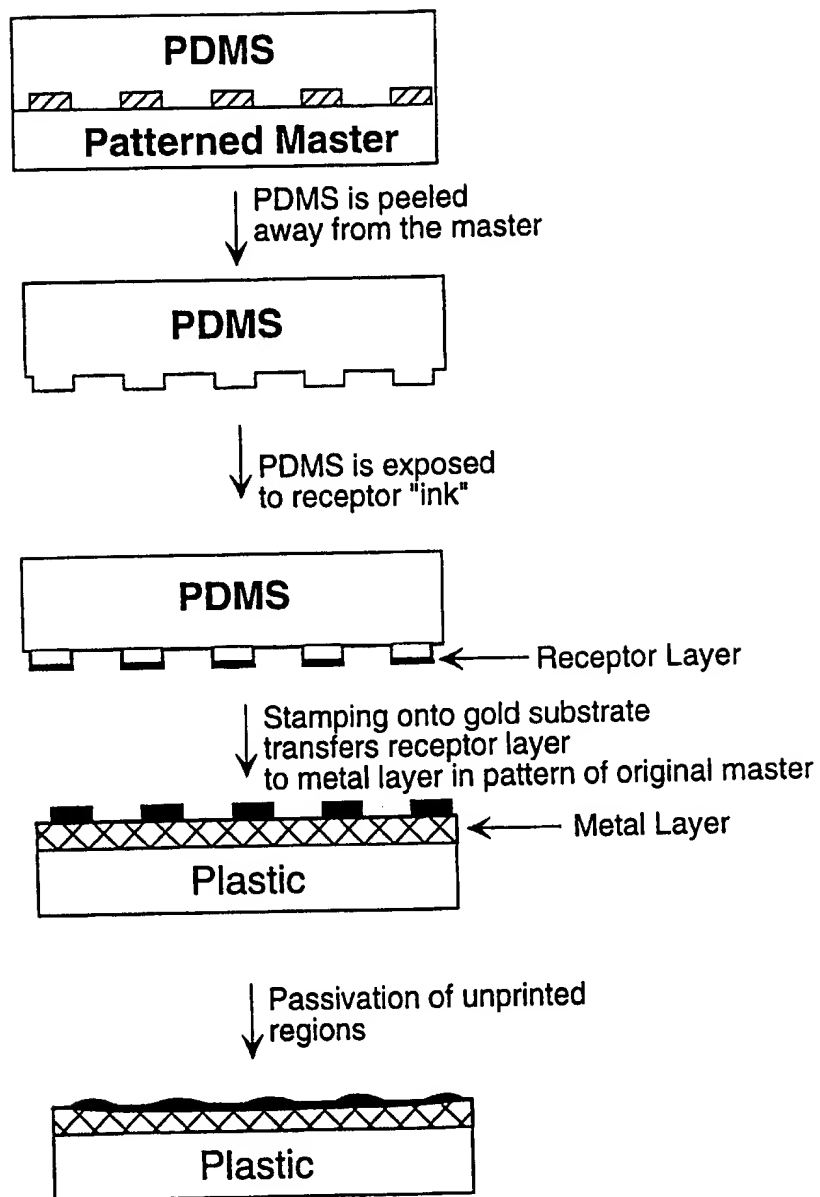 PDMS
Patterned Master
PDMS is peeled
away from the master
PDMS
PDMS is exposed
to receptor "ink"
PDMS
Receptor Layer
Stamping onto gold substrate
transfers receptor layer
to metal layer in pattern of original master
Metal Layer
Plastic
Passivation of unprinted
regions
Plastic